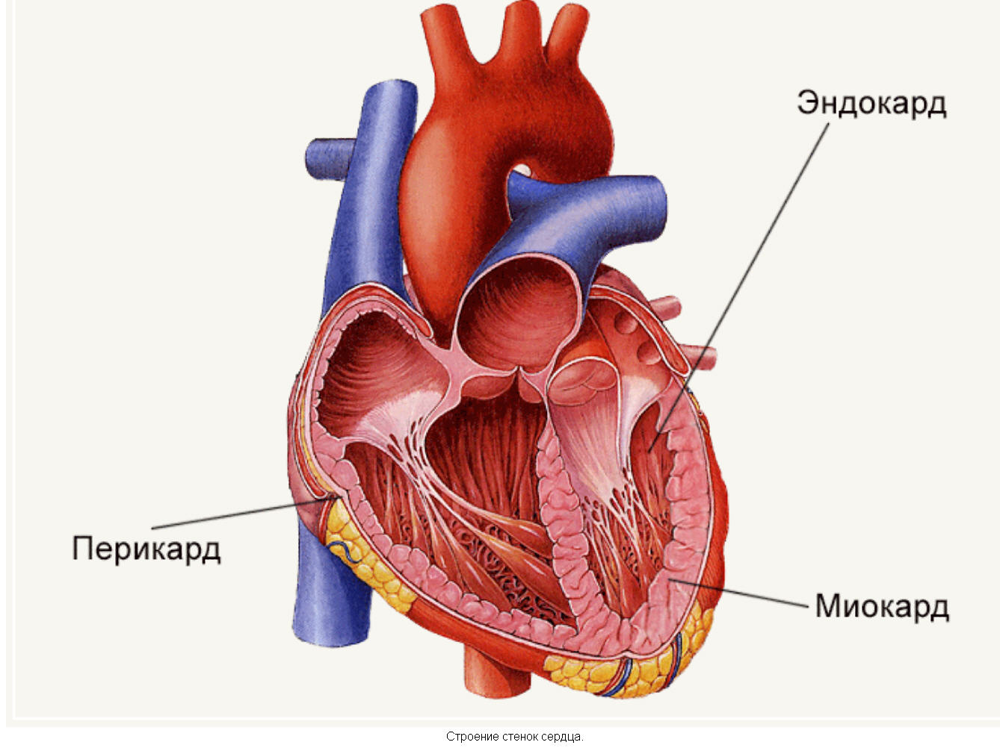 Эндокард
Перикард
Миокард
Строение стенок сердца.